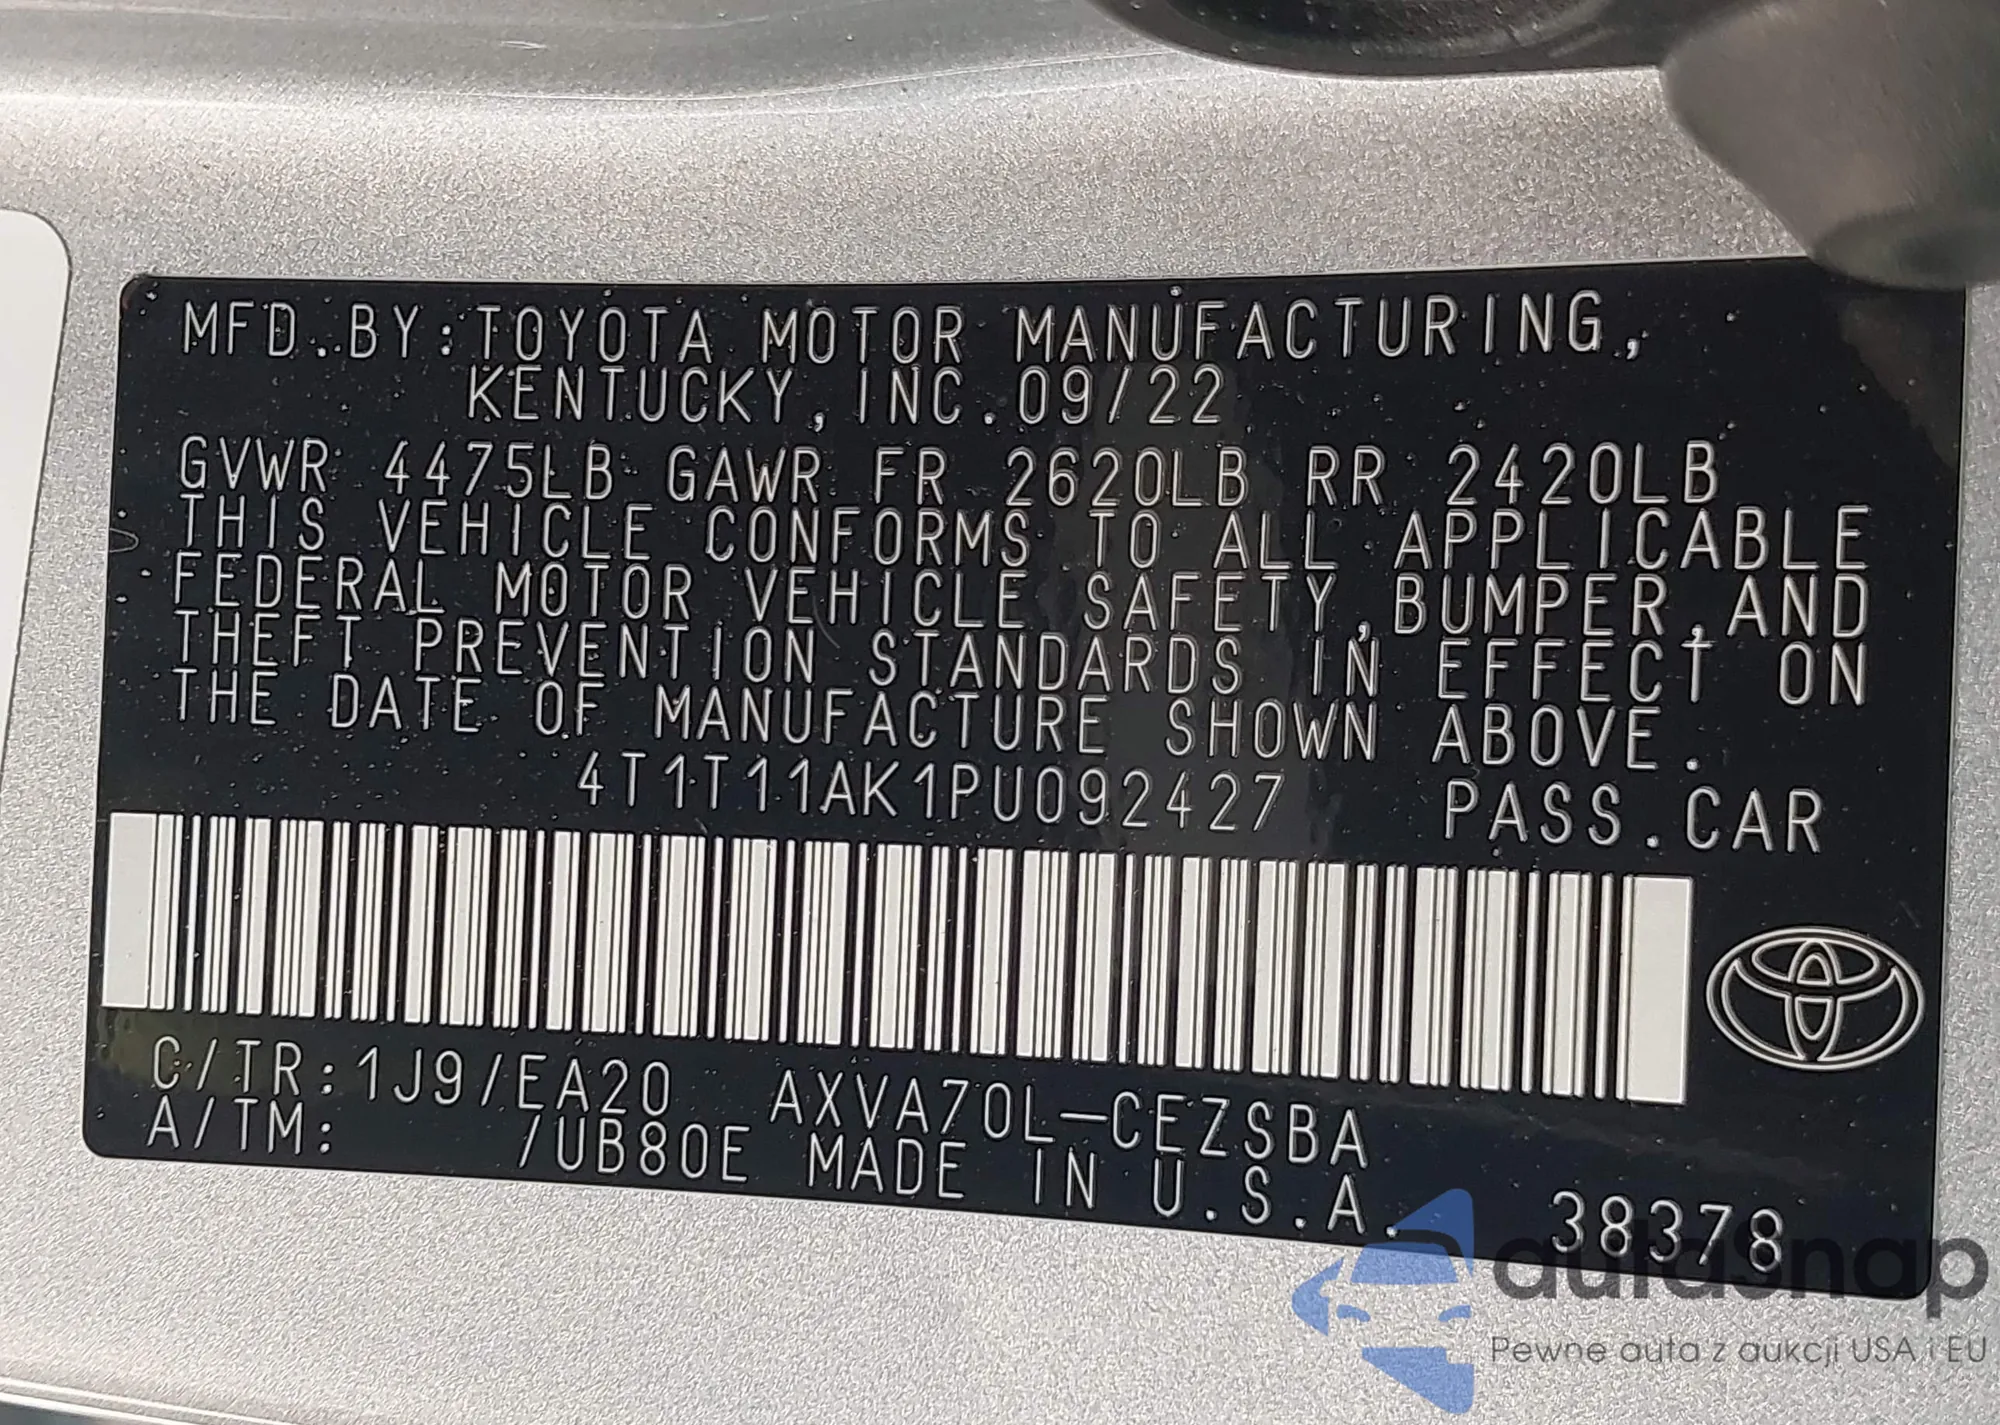 MFD. BY: TOYOTA MOTOR MANUFACTURING,
KENTUCKY, INC. 09/22
GVWR 4475LB GAWR FR 2620LB RR 2420LB
THIS VEHICLE CONFORMS TO ALL APPLICABLE
FEDERAL MOTOR VEHICLE SAFETY, BUMPER, AND
THEFT PREVENTION STANDARDS IN EFFECT ON
THE DATE OF MANUFACTURE SHOWN ABOVE.
4T1T11AK1PU092427 PASS. CAR
C/TR: 1J9/EA20 AXVA70L-CEZSBA
A/TM: /UB80E MADE IN U.S.A.
38378
autasnap
Pewne auta z aukcji USA i EU